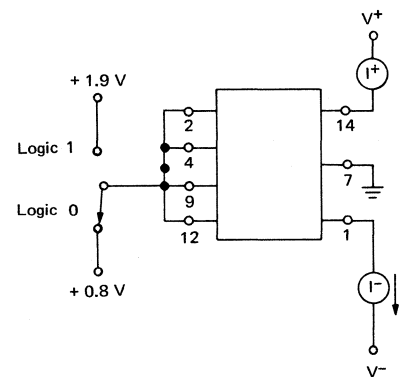 V+
I+
+ 1.9 V
2
14
Logic 1
4
7
Logic 0
9
12
1
+ 0.8 V
I−
V−